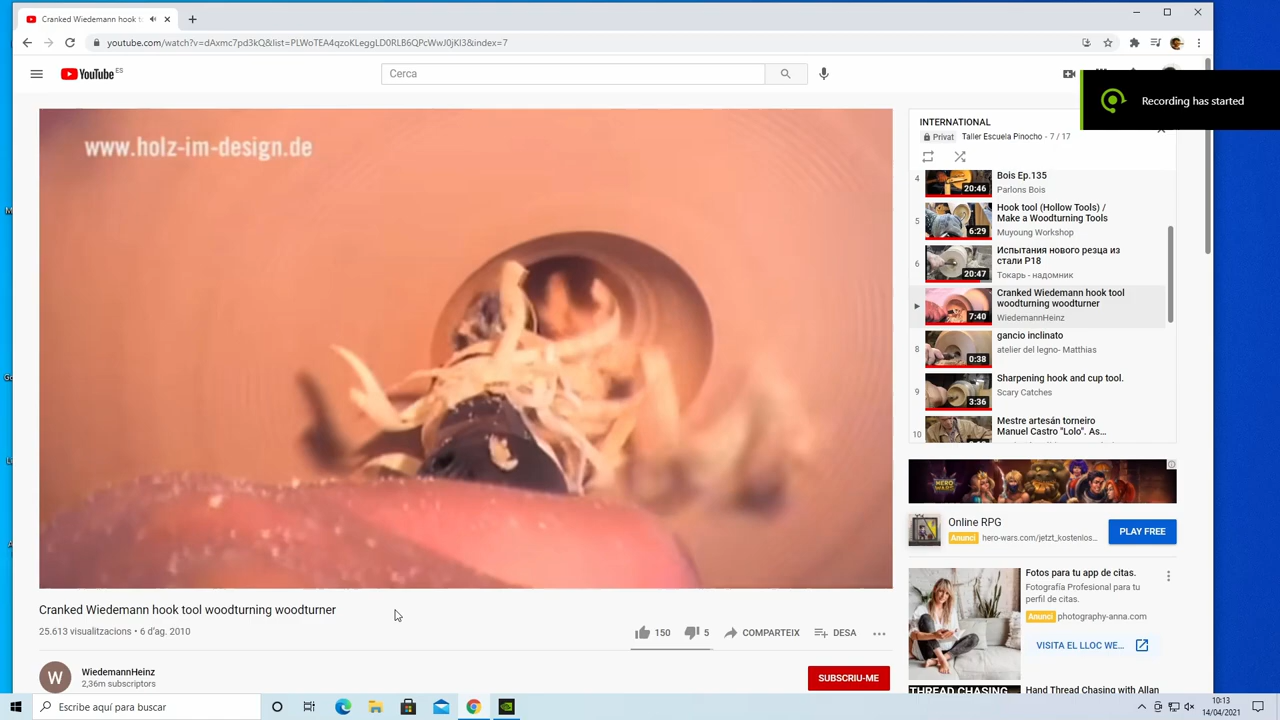 Cranked Wiedemann hook t
youtube.com/watch?v=dAxmc7pd3kQ&list=PLWoTEA4qzoKLeggLD0RLB6QPcWwJ0jKI3&index=7
YouTube ES
Cerca
Recording has started
www.holz-im-design.de
INTERNATIONAL
Privat Taller Escuela Pinocho - 7 / 17
4
Bois Ep.135
Parlons Bois
20:46
5
Hook tool (Hollow Tools) /
Make a Woodturning Tools
Muyoung Workshop
6:29
6
Испытания нового резца из
стали Р18
Токарь - надомник
20:47
Cranked Wiedemann hook tool
woodturning woodturner
WiedemannHeinz
7:40
8
gancio inclinato
atelier del legno- Matthias
0:38
9
Sharpening hook and cup tool.
Scary Catches
3:36
10
Mestre artesán torneiro
Manuel Castro "Lolo". As…
HERO
WARS
Online RPG
Anunci hero-wars.com/jetzt_kostenlos…
PLAY FREE
Fotos para tu app de citas.
Fotografía Profesional para tu
perfil de citas.
Anunci photography-anna.com
VISITA EL LLOC WE…
THREAD CHASING
Hand Thread Chasing with Allan
Cranked Wiedemann hook tool woodturning woodturner
25.613 visualitzacions • 6 d'ag. 2010
150
5
COMPARTEIX
DESA
W
WiedemannHeinz
2,36m subscriptors
SUBSCRIU-ME
Escribe aquí para buscar
10:13
14/04/2021